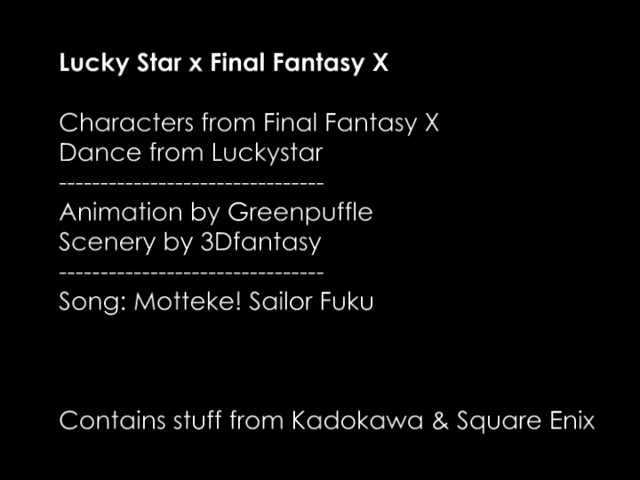 Lucky Star x Final Fantasy X
Characters from Final Fantasy X
Dance from Luckystar
--------------------------------
Animation by Greenpuffle
Scenery by 3Dfantasy
--------------------------------
Song: Motteke! Sailor Fuku
Contains stuff from Kadokawa & Square Enix